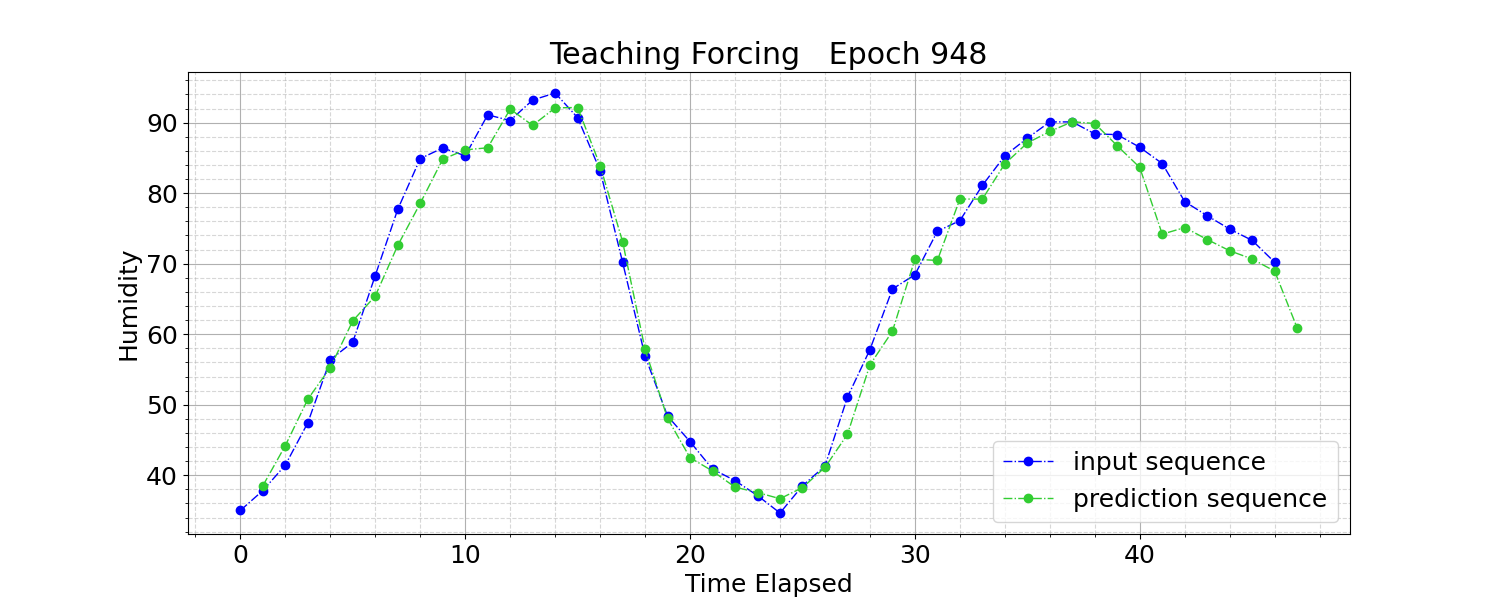 Teaching Forcing   Epoch 948
90
80
70
60
50
40
Humidity
0 10 20 30 40
Time Elapsed
input sequence
prediction sequence